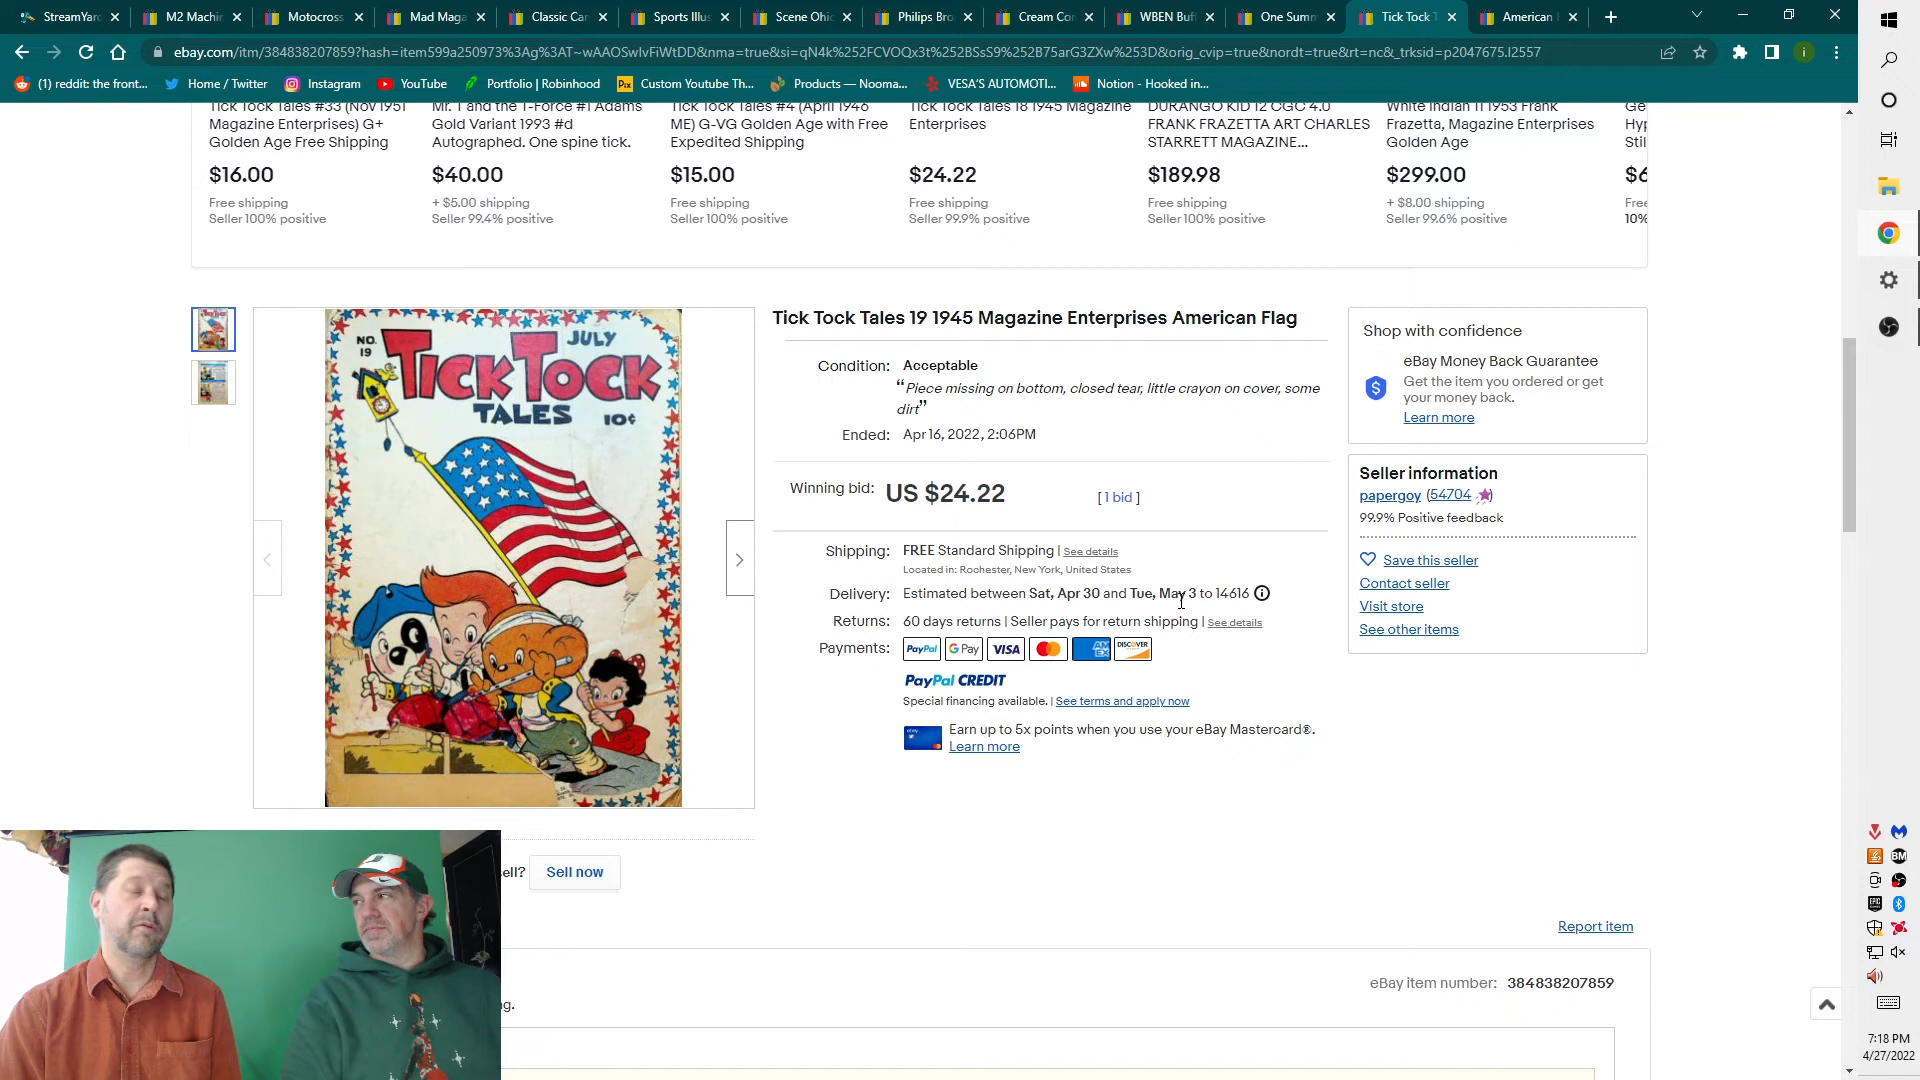 StreamYard
M2 Machin
Motocross
Mad Maga
Classic Car
Sports Illus
Scene Ohio
Philips Bro
Cream Cor
WBEN Buff
One Summ
Tick Tock T
American
ebay.com/itm/384838207859?hash=item599a250973%3Ag%3AT~wAAOSwIvFiWtDD&nma=true&si=qN4k%252FCVOQx3t%252BSsS9%252B75arG3ZXw%253D&orig_cvip=true&nordt=true&rt=nc&_trksid=p2047675.l2557
(1) reddit: the front...
Home / Twitter
Instagram
YouTube
Portfolio | Robinhood
Custom Youtube Th...
Products — Nooma...
VESA'S AUTOMOTI...
Notion - Hooked in...
Tick Tock Tales #33 (Nov 1951
Magazine Enterprises) G+
Golden Age Free Shipping
$16.00
Free shipping
Seller 100% positive
Mr. T and the T-Force #1 Adams
Gold Variant 1993 #d
Autographed. One spine tick.
$40.00
+ $5.00 shipping
Seller 99.4% positive
Tick Tock Tales #4 (April 1946
ME) G-VG Golden Age with Free
Expedited Shipping
$15.00
Free shipping
Seller 100% positive
Tick Tock Tales 18 1945 Magazine
Enterprises
$24.22
Free shipping
Seller 99.9% positive
DURANGO KID 12 CGC 4.0
FRANK FRAZETTA ART CHARLES
STARRETT MAGAZINE...
$189.98
Free shipping
Seller 100% positive
White Indian 11 1953 Frank
Frazetta, Magazine Enterprises
Golden Age
$299.00
+ $8.00 shipping
Seller 99.6% positive
Ge
Hyp
Stil
$6
Free
10%
NO.
19
JULY
TICK TOCK
TALES
10¢
Tick Tock Tales 19 1945 Magazine Enterprises American Flag
Condition: Acceptable
“Piece missing on bottom, closed tear, little crayon on cover, some
dirt”
Ended: Apr 16, 2022, 2:06PM
Winning bid: US $24.22 [ 1 bid ]
Shipping: FREE Standard Shipping | See details
Located in: Rochester, New York, United States
Delivery: Estimated between Sat, Apr 30 and Tue, May 3 to 14616
Returns: 60 days returns | Seller pays for return shipping | See details
Payments: PayPal G Pay VISA MasterCard AM EX DISCOVER
PayPal CREDIT
Special financing available. | See terms and apply now
Earn up to 5x points when you use your eBay Mastercard®.
Learn more
Shop with confidence
eBay Money Back Guarantee
Get the item you ordered or get
your money back.
Learn more
Seller information
papergoy (54704 )
99.9% Positive feedback
Save this seller
Contact seller
Visit store
See other items
ell? Sell now
Report item
eBay item number: 384838207859
ng.
BM
EPIC
7:18 PM
4/27/2022